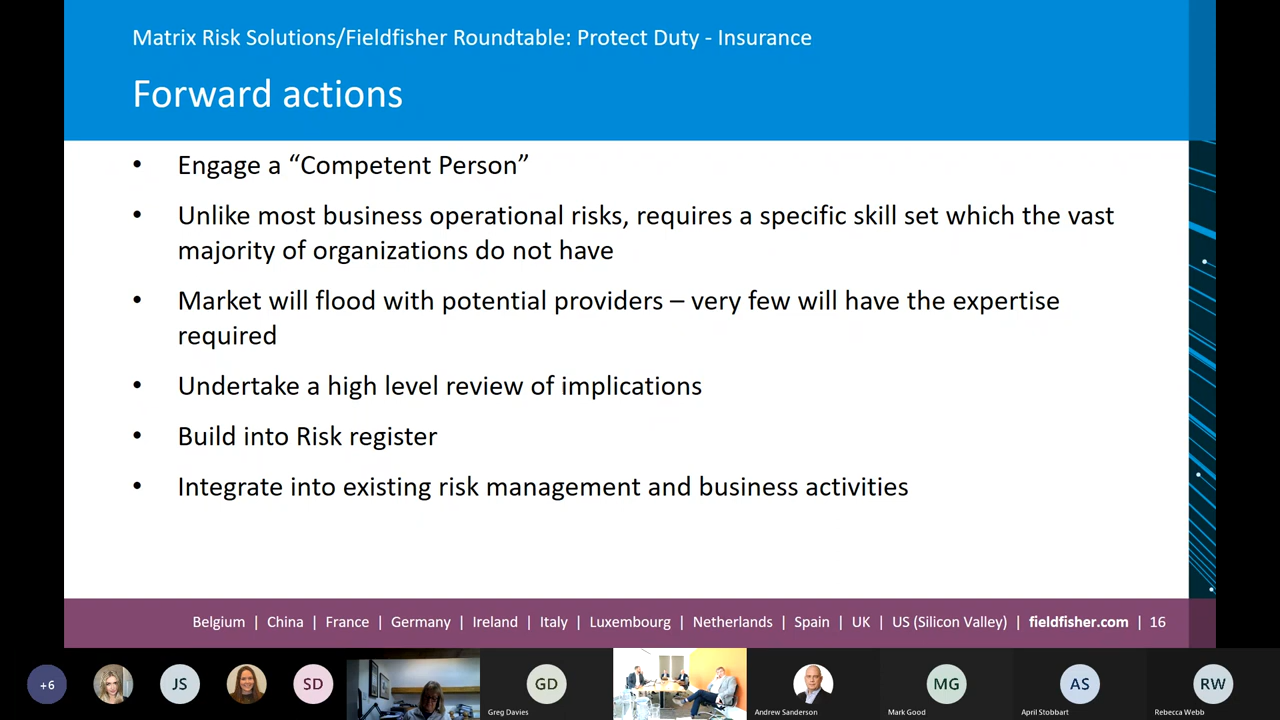 Matrix Risk Solutions/Fieldfisher Roundtable: Protect Duty - Insurance
Forward actions
• Engage a “Competent Person”
• Unlike most business operational risks, requires a specific skill set which the vast
majority of organizations do not have
• Market will flood with potential providers – very few will have the expertise
required
• Undertake a high level review of implications
• Build into Risk register
• Integrate into existing risk management and business activities
Belgium | China | France | Germany | Ireland | Italy | Luxembourg | Netherlands | Spain | UK | US (Silicon Valley) | fieldfisher.com | 16
+6 JS SD GD MG AS RW
Greg Davies Andrew Sanderson Mark Good April Stobbart Rebecca Webb